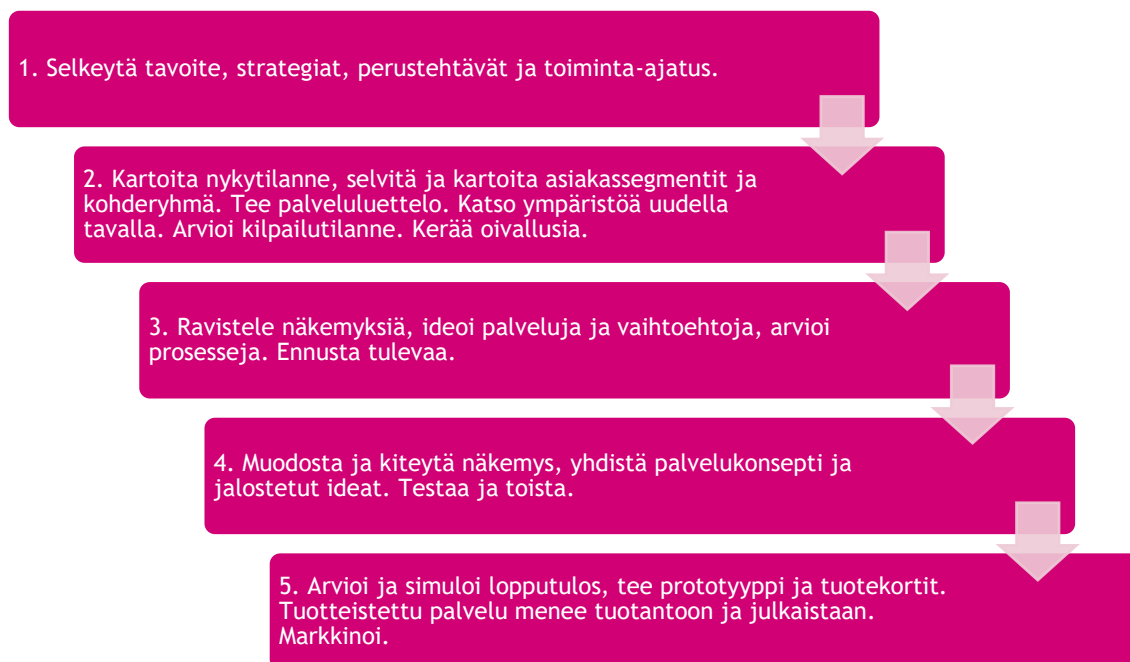 1. Selkeytä tavoite, strategiat, perustehtävät ja toiminta-ajatus.
2. Kartoita nykytilanne, selvitä ja kartoita asiakassegmentit ja
kohderyhmä. Tee palveluluettelo. Katso ympäristöä uudella
tavalla. Arvioi kilpailutilanne. Kerää oivallusia.
3. Ravistele näkemyksiä, ideoi palveluja ja vaihtoehtoja, arvioi
prosesseja. Ennusta tulevaa.
4. Muodosta ja kiteytä näkemys, yhdistä palvelukonsepti ja
jalostetut ideat. Testaa ja toista.
5. Arvioi ja simuloi lopputulos, tee prototyyppi ja tuotekortit.
Tuotteistettu palvelu menee tuotantoon ja julkaistaan.
Markkinoi.